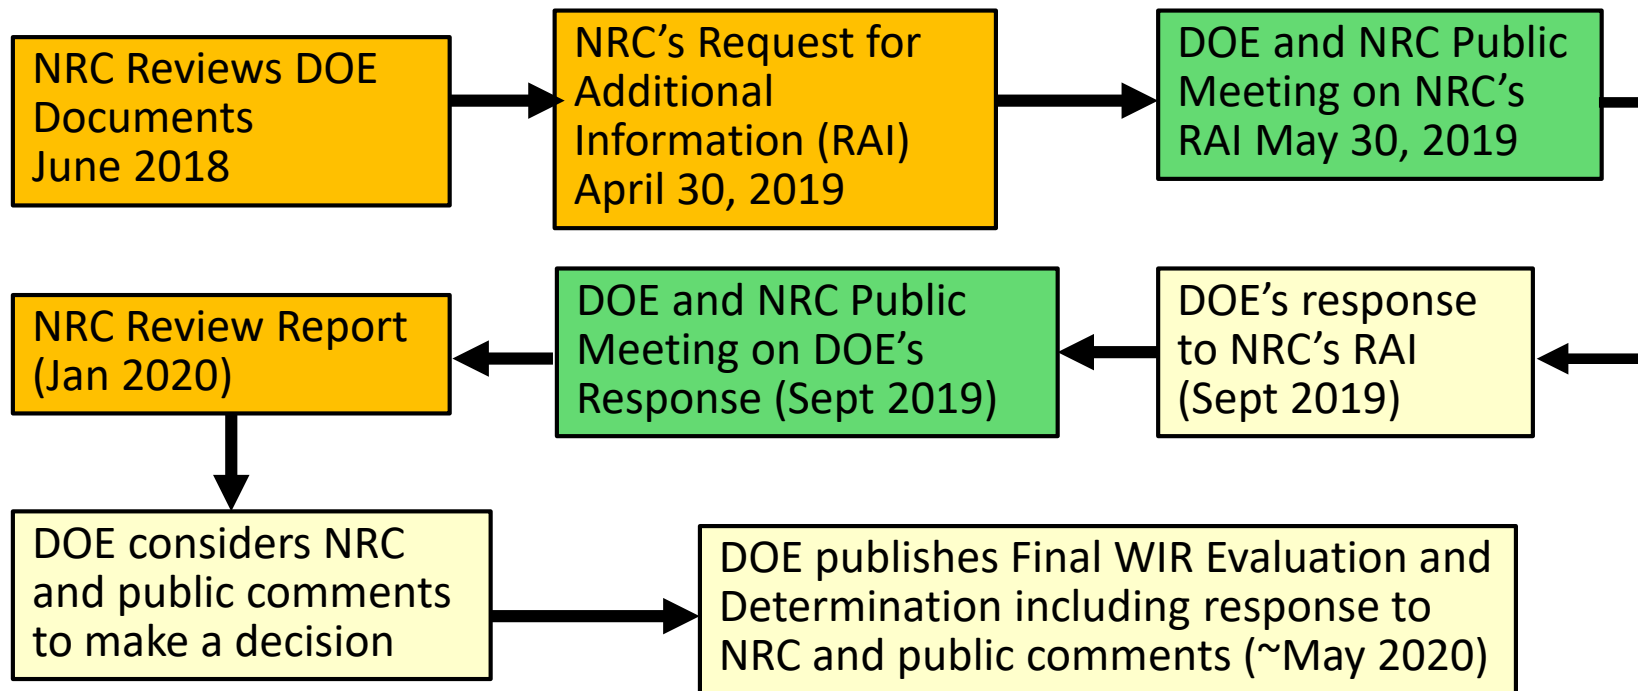 NRC Reviews DOE
Documents
June 2018
NRC's Request for
Additional
Information (RAI)
April 30, 2019
DOE and NRC Public
Meeting on NRC's
RAI May 30, 2019
DOE's response
to NRC's RAI
(Sept 2019)
DOE and NRC Public
Meeting on DOE's
Response (Sept 2019)
NRC Review Report
(Jan 2020)
DOE considers NRC
and public comments
to make a decision
DOE publishes Final WIR Evaluation and
Determination including response to
NRC and public comments (~May 2020)